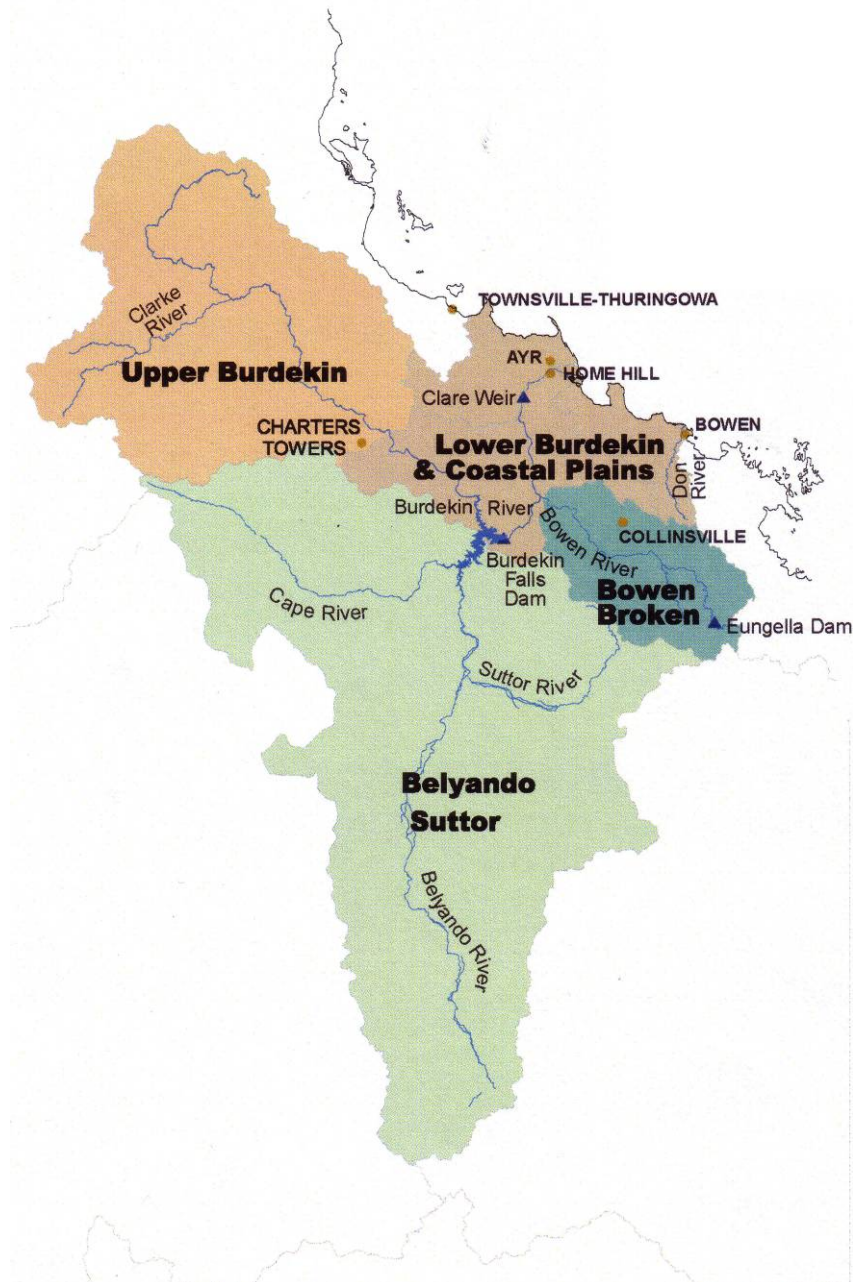 TOWNSVILLE-THURINGOWA
Clarke
River
AYR
HOME HILL
Upper Burdekin
Clare Weir
CHARTERS
TOWERS
BOWEN
Lower Burdekin
& Coastal Plains
Don
River
Burdekin River
Bowen River
COLLINSVILLE
Burdekin
Falls
Dam
Bowen
Broken
Cape River
Eungella Dam
Suttor River
Belyando
Suttor
Belyando River